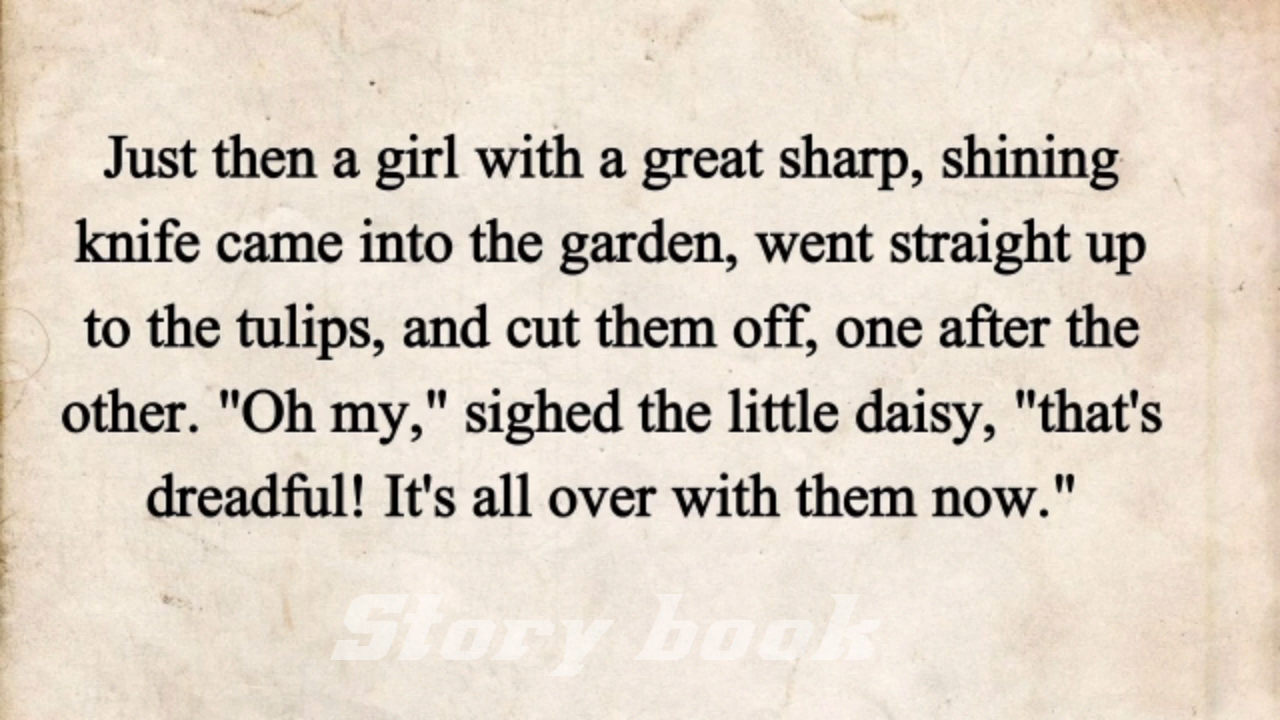 Just then a girl with a great sharp, shining
knife came into the garden, went straight up
to the tulips, and cut them off, one after the
other. "Oh my," sighed the little daisy, "that's
dreadful! It's all over with them now."
Story book